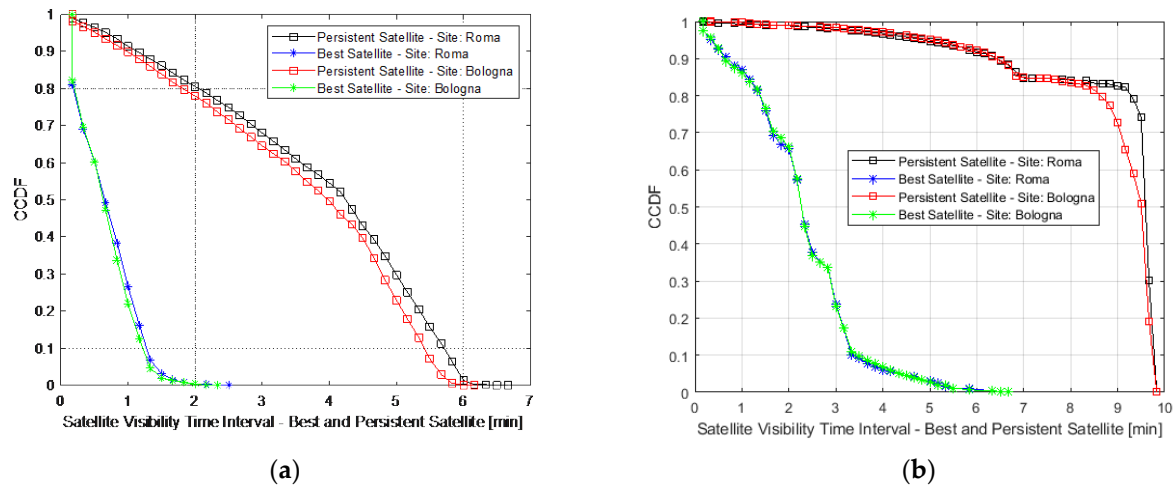 1
0.9
0.8
0.7
0.6
0.5
0.4
0.3
0.2
0.1
0
CCDF
Persistent Satellite - Site: Roma
Best Satellite - Site: Roma
Persistent Satellite - Site: Bologna
Best Satellite - Site: Bologna
0 1 2 3 4 5 6 7
Satellite Visibility Time Interval - Best and Persistent Satellite [min]
(a)
1
0.9
0.8
0.7
0.6
0.5
0.4
0.3
0.2
0.1
0
CCDF
Persistent Satellite - Site: Roma
Best Satellite - Site: Roma
Persistent Satellite - Site: Bologna
Best Satellite - Site: Bologna
0 1 2 3 4 5 6 7 8 9 10
Satellite Visibility Time Interval - Best and Persistent Satellite [min]
(b)